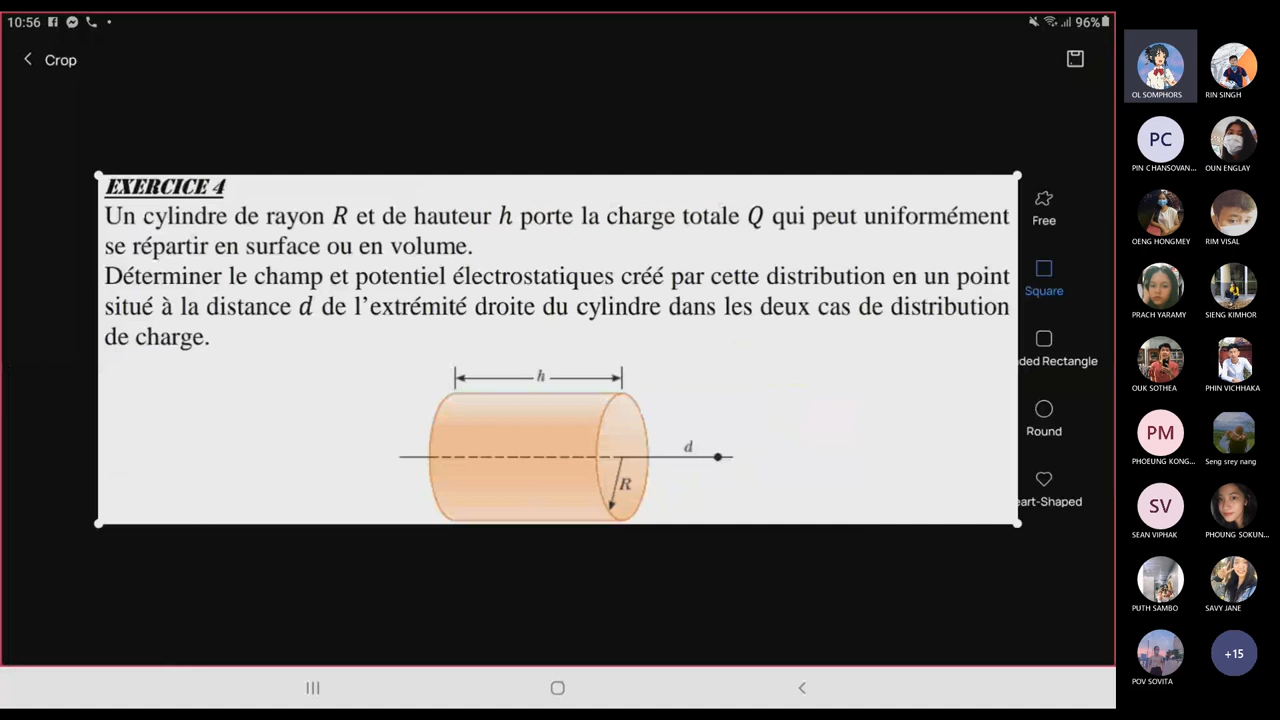 10:56
96%
Crop
EXERCICE 4
Un cylindre de rayon R et de hauteur h porte la charge totale Q qui peut uniformément
se répartir en surface ou en volume.
Déterminer le champ et potentiel électrostatiques créé par cette distribution en un point
situé à la distance d de l'extrémité droite du cylindre dans les deux cas de distribution
de charge.
h
d
R
Free
Square
ded Rectangle
Round
eart-Shaped
OL SOMPHORS
RIN SINGH
PC
PIN CHANSOVAN...
OUN ENGLAY
OENG HONGMEY
RIM VISAL
PRACH YARAMY
SIENG KIMHOR
OUK SOTHEA
PHIN VICHHAKA
PM
PHOEUNG KONG...
Seng srey nang
SV
SEAN VIPHAK
PHOUNG SOKUN...
PUTH SAMBO
SAVY JANE
POV SOVITA
+15